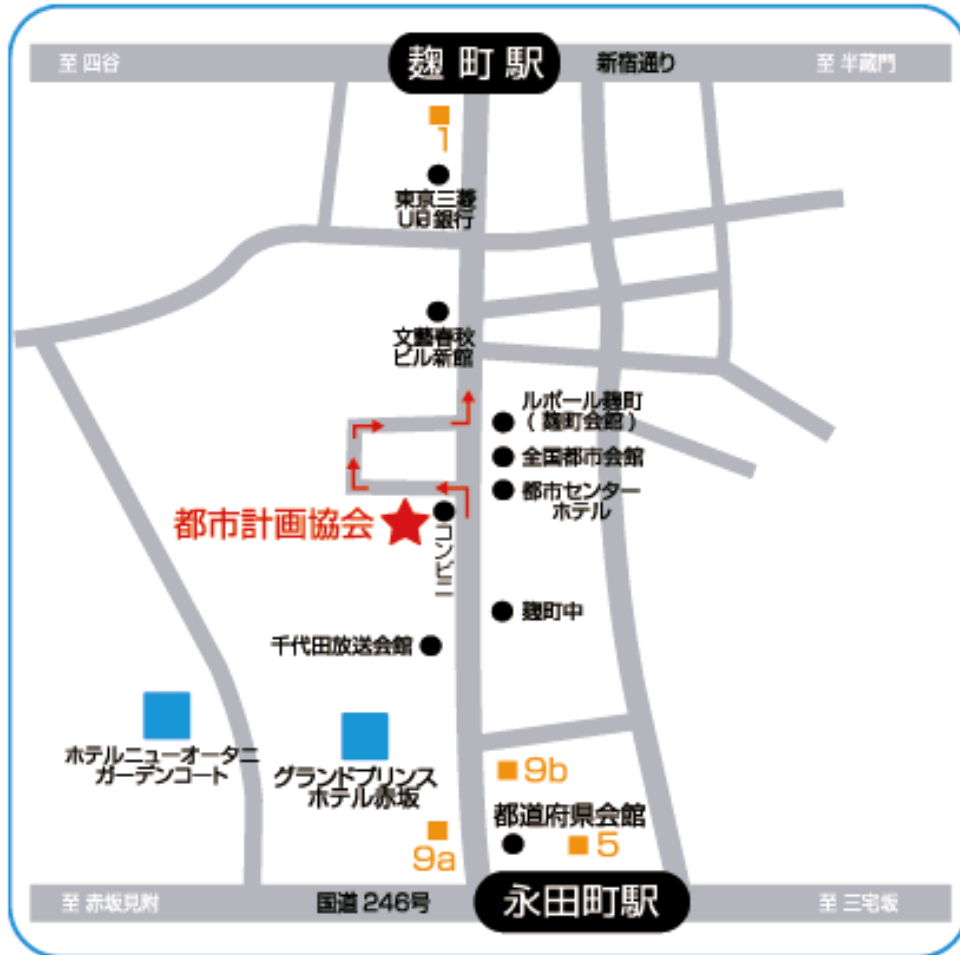 至 四谷
麹町駅
新宿通り
至 半蔵門
1
東京三菱
UFJ銀行
文藝春秋
ビル新館
ルポール麹町
(麹町会館)
全国都市会館
都市センター
ホテル
都市計画協会
コンビニ
麹町中
千代田放送会館
ホテルニューオータニ
ガーデンコート
グランドプリンス
ホテル赤坂
9b
都道府県会館
5
9a
至 赤坂見附
国道246号
永田町駅
至 三宅坂